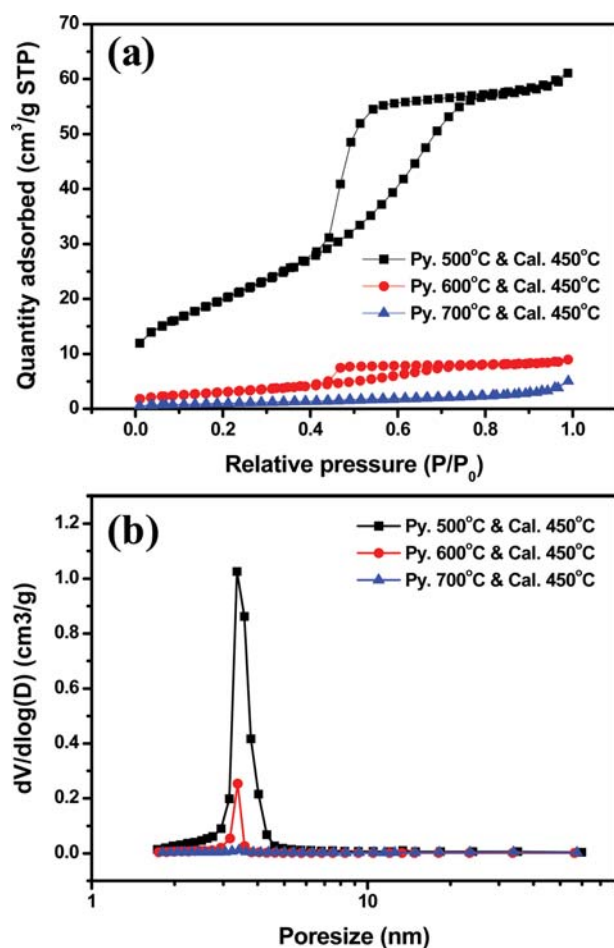 (a)
70
60
50
40
30
20
10
0
Quantity adsorbed (cm³/g STP)
Py. 500°C & Cal. 450°C
Py. 600°C & Cal. 450°C
Py. 700°C & Cal. 450°C
0.0 0.2 0.4 0.6 0.8 1.0
Relative pressure (P/P₀)
(b)
1.2
1.0
0.8
0.6
0.4
0.2
0.0
dV/dlog(D) (cm3/g)
Py. 500°C & Cal. 450°C
Py. 600°C & Cal. 450°C
Py. 700°C & Cal. 450°C
1 10
Poresize (nm)